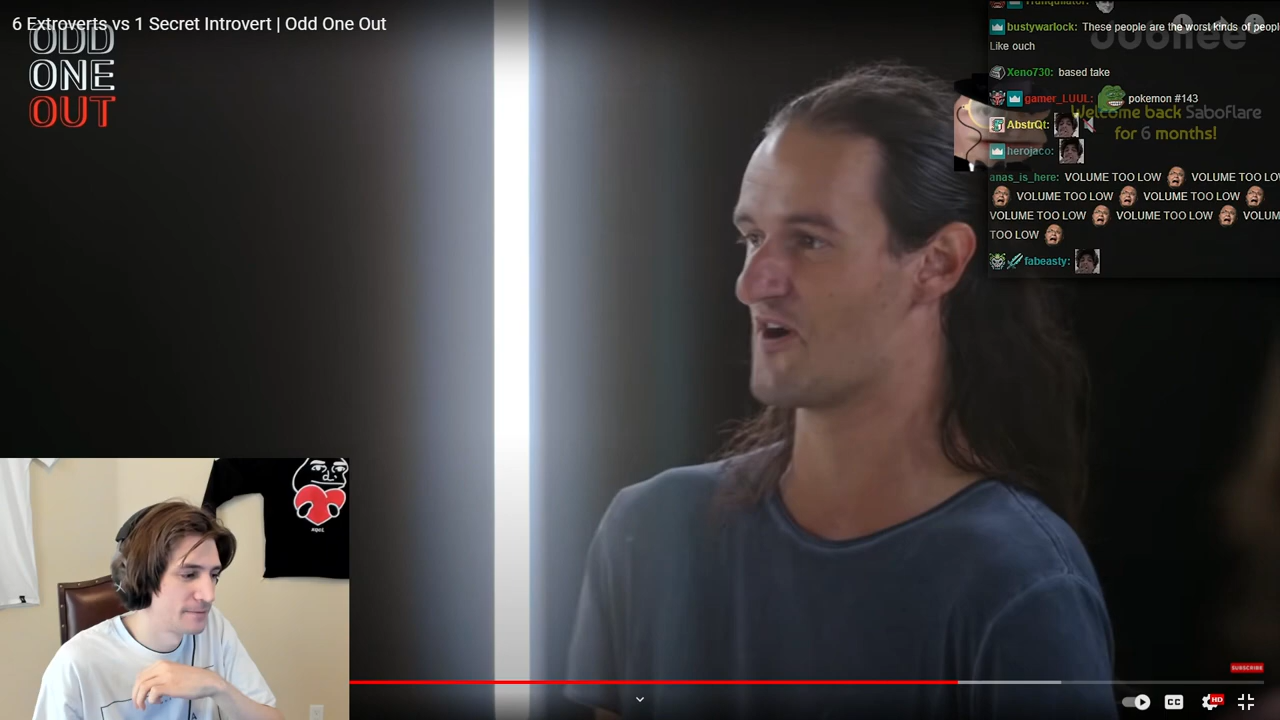 6 Extroverts vs 1 Secret Introvert | Odd One Out
ODD
ONE
OUT
Jubilee
bustywarlock: These people are the worst kinds of peopl
Like ouch
Xeno730: based take
gamer_LUUL: pokemon #143
Welcome back SaboFlare
for 6 months!
AbstrQt:
herojaco:
anas_is_here: VOLUME TOO LOW VOLUME TOO LOW
VOLUME TOO LOW VOLUME TOO LOW
VOLUME TOO LOW VOLUME TOO LOW VOLUM
TOO LOW
fabeasty:
SUBSCRIBE
CC
HD